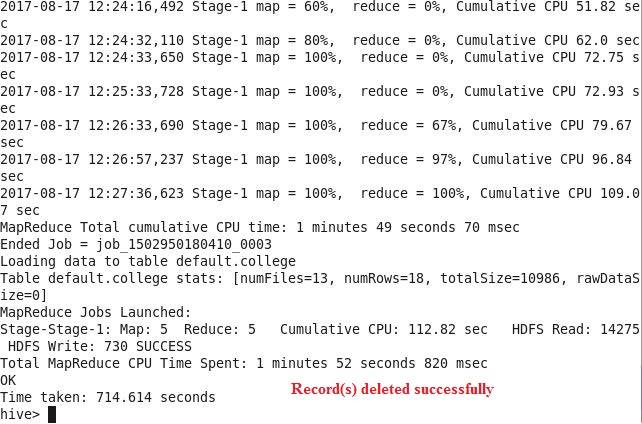 2017-08-17 12:24:16,492 Stage-1 map = 60%,  reduce = 0%, Cumulative CPU 51.82 se
c
2017-08-17 12:24:32,110 Stage-1 map = 80%,  reduce = 0%, Cumulative CPU 62.0 sec
2017-08-17 12:24:33,650 Stage-1 map = 100%,  reduce = 0%, Cumulative CPU 72.75 s
ec
2017-08-17 12:25:33,728 Stage-1 map = 100%,  reduce = 0%, Cumulative CPU 72.93 s
ec
2017-08-17 12:26:33,690 Stage-1 map = 100%,  reduce = 67%, Cumulative CPU 79.67
sec
2017-08-17 12:26:57,237 Stage-1 map = 100%,  reduce = 97%, Cumulative CPU 96.84
sec
2017-08-17 12:27:36,623 Stage-1 map = 100%,  reduce = 100%, Cumulative CPU 109.0
7 sec
MapReduce Total cumulative CPU time: 1 minutes 49 seconds 70 msec
Ended Job = job_1502950180410_0003
Loading data to table default.college
Table default.college stats: [numFiles=13, numRows=18, totalSize=10986, rawDataS
ize=0]
MapReduce Jobs Launched:
Stage-Stage-1: Map: 5  Reduce: 5   Cumulative CPU: 112.82 sec   HDFS Read: 14275
 HDFS Write: 730 SUCCESS
Total MapReduce CPU Time Spent: 1 minutes 52 seconds 820 msec
OK
Record(s) deleted successfully
Time taken: 714.614 seconds
hive>